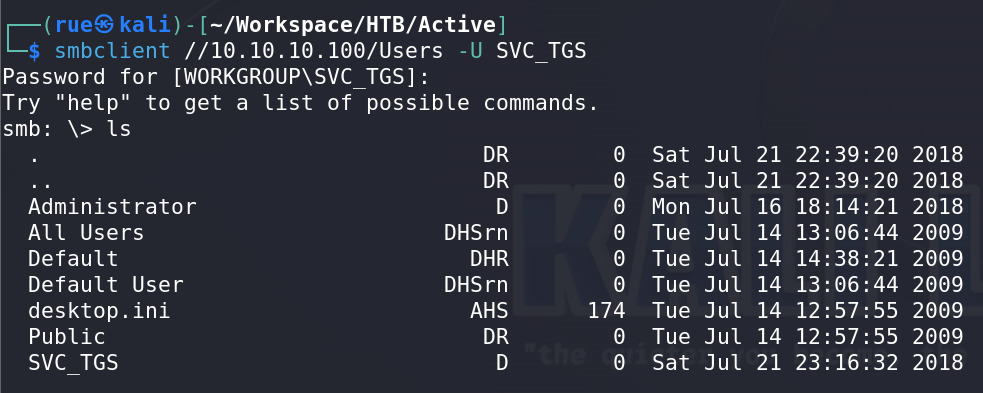 ┌──(rue㉿kali)-[~/Workspace/HTB/Active]
└─$ smbclient //10.10.10.100/Users -U SVC_TGS
Password for [WORKGROUP\SVC_TGS]:
Try "help" to get a list of possible commands.
smb: \> ls
  .                                  DR        0  Sat Jul 21 22:39:20 2018
  ..                                 DR        0  Sat Jul 21 22:39:20 2018
  Administrator                       D        0  Mon Jul 16 18:14:21 2018
  All Users                       DHSrn        0  Tue Jul 14 13:06:44 2009
  Default                           DHR        0  Tue Jul 14 14:38:21 2009
  Default User                    DHSrn        0  Tue Jul 14 13:06:44 2009
  desktop.ini                       AHS      174  Tue Jul 14 12:57:55 2009
  Public                             DR        0  Tue Jul 14 12:57:55 2009
  SVC_TGS                             D        0  Sat Jul 21 23:16:32 2018
"the